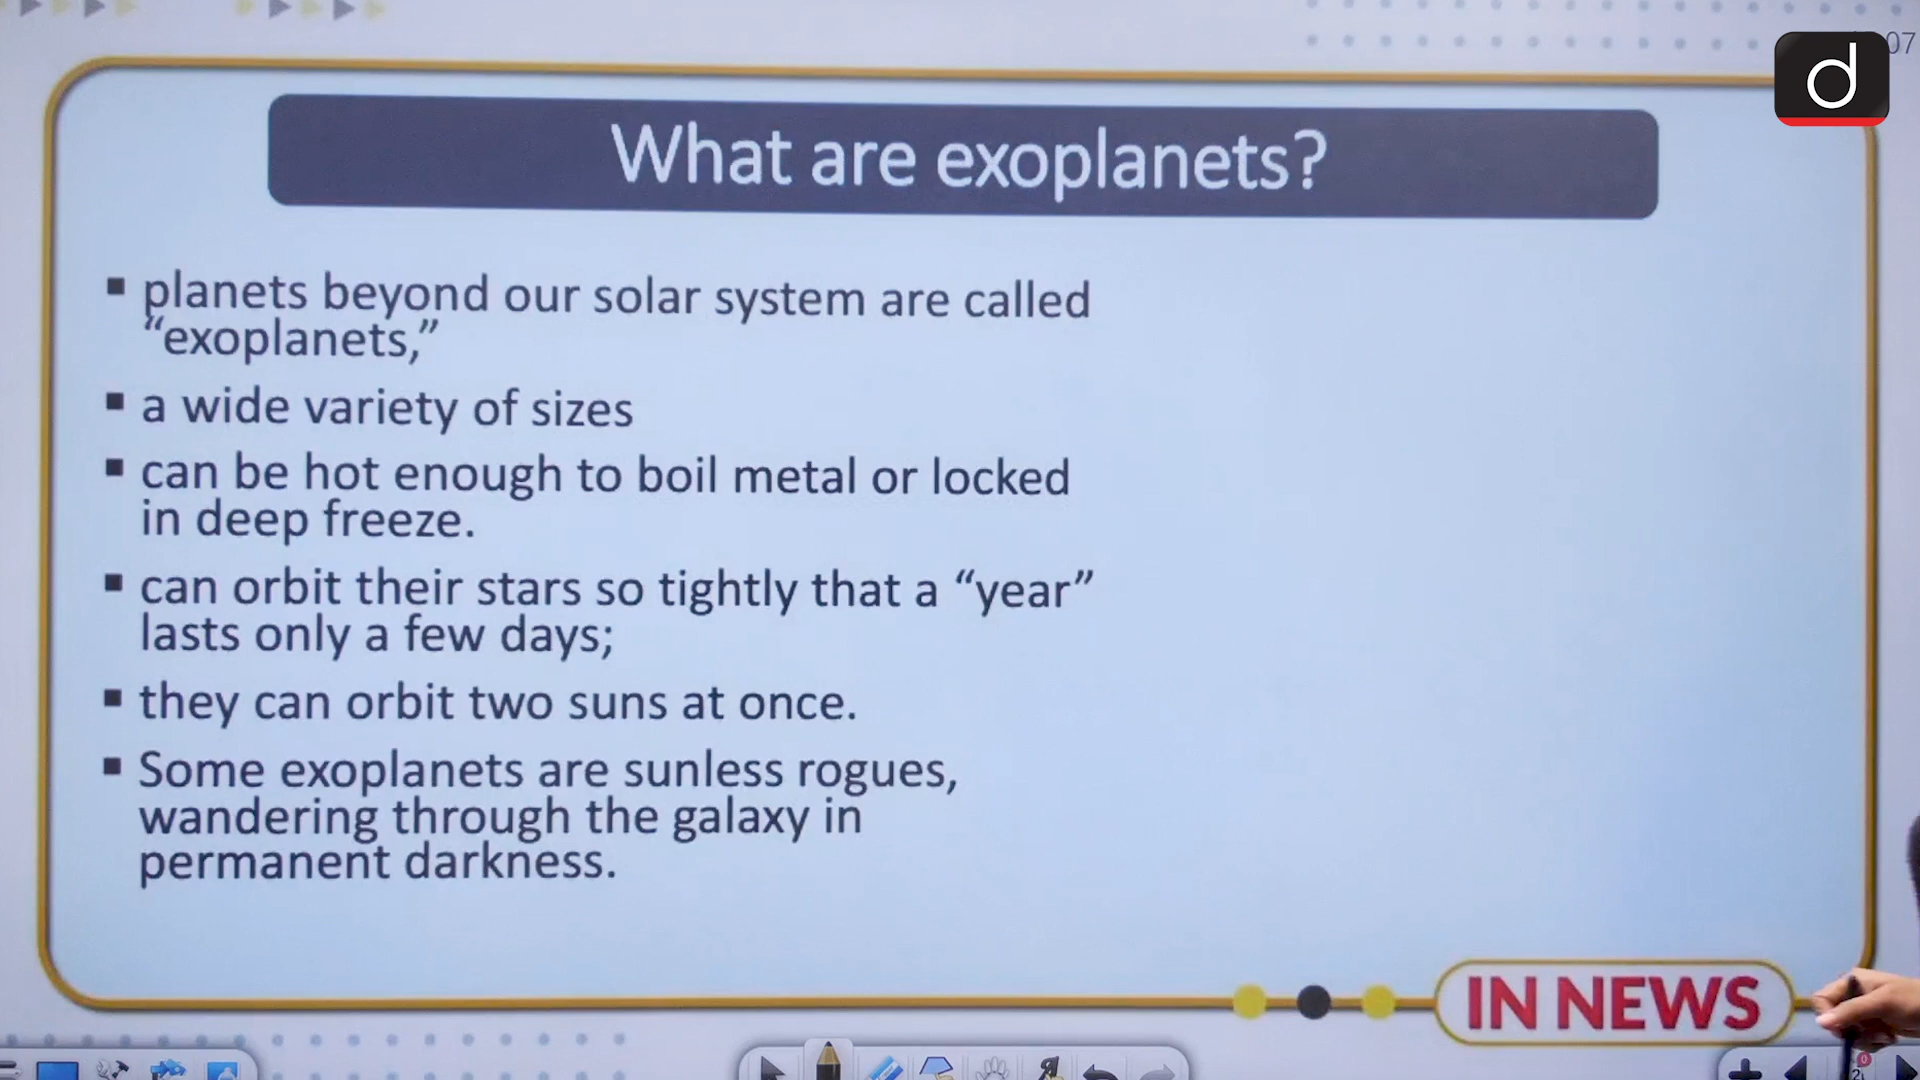 07
d
What are exoplanets?
▪ planets beyond our solar system are called
“exoplanets,”
▪ a wide variety of sizes
▪ can be hot enough to boil metal or locked
in deep freeze.
▪ can orbit their stars so tightly that a “year”
lasts only a few days;
▪ they can orbit two suns at once.
▪ Some exoplanets are sunless rogues,
wandering through the galaxy in
permanent darkness.
IN NEWS